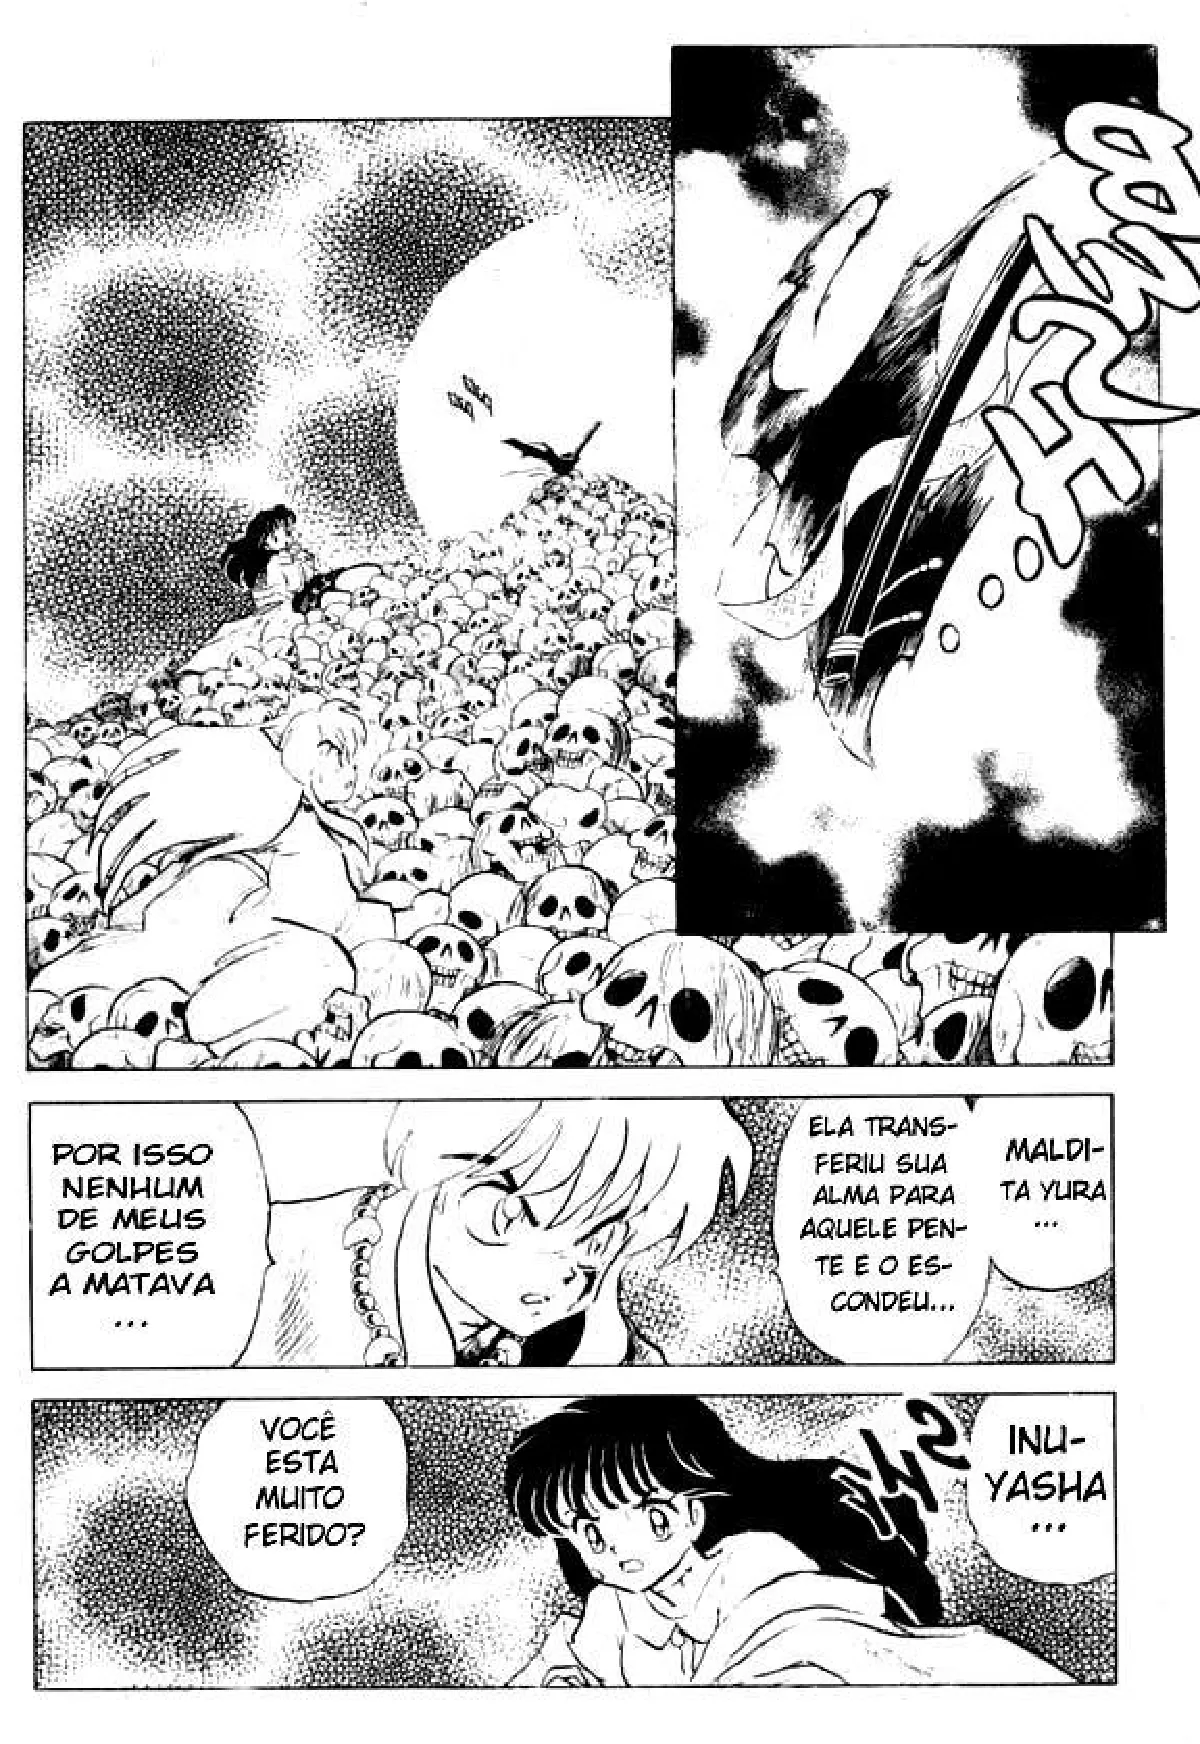 MALDI-
TA YURA
...
ELA TRANS-
FERIU SUA
ALMA PARA
AQUELE PEN-
TE E O ES-
CONDEU...
POR ISSO
NENHUM
DE MEUS
GOLPES
A MATAVA
...
INU-
YASHA
...
VOCÊ
ESTA
MUITO
FERIDO?